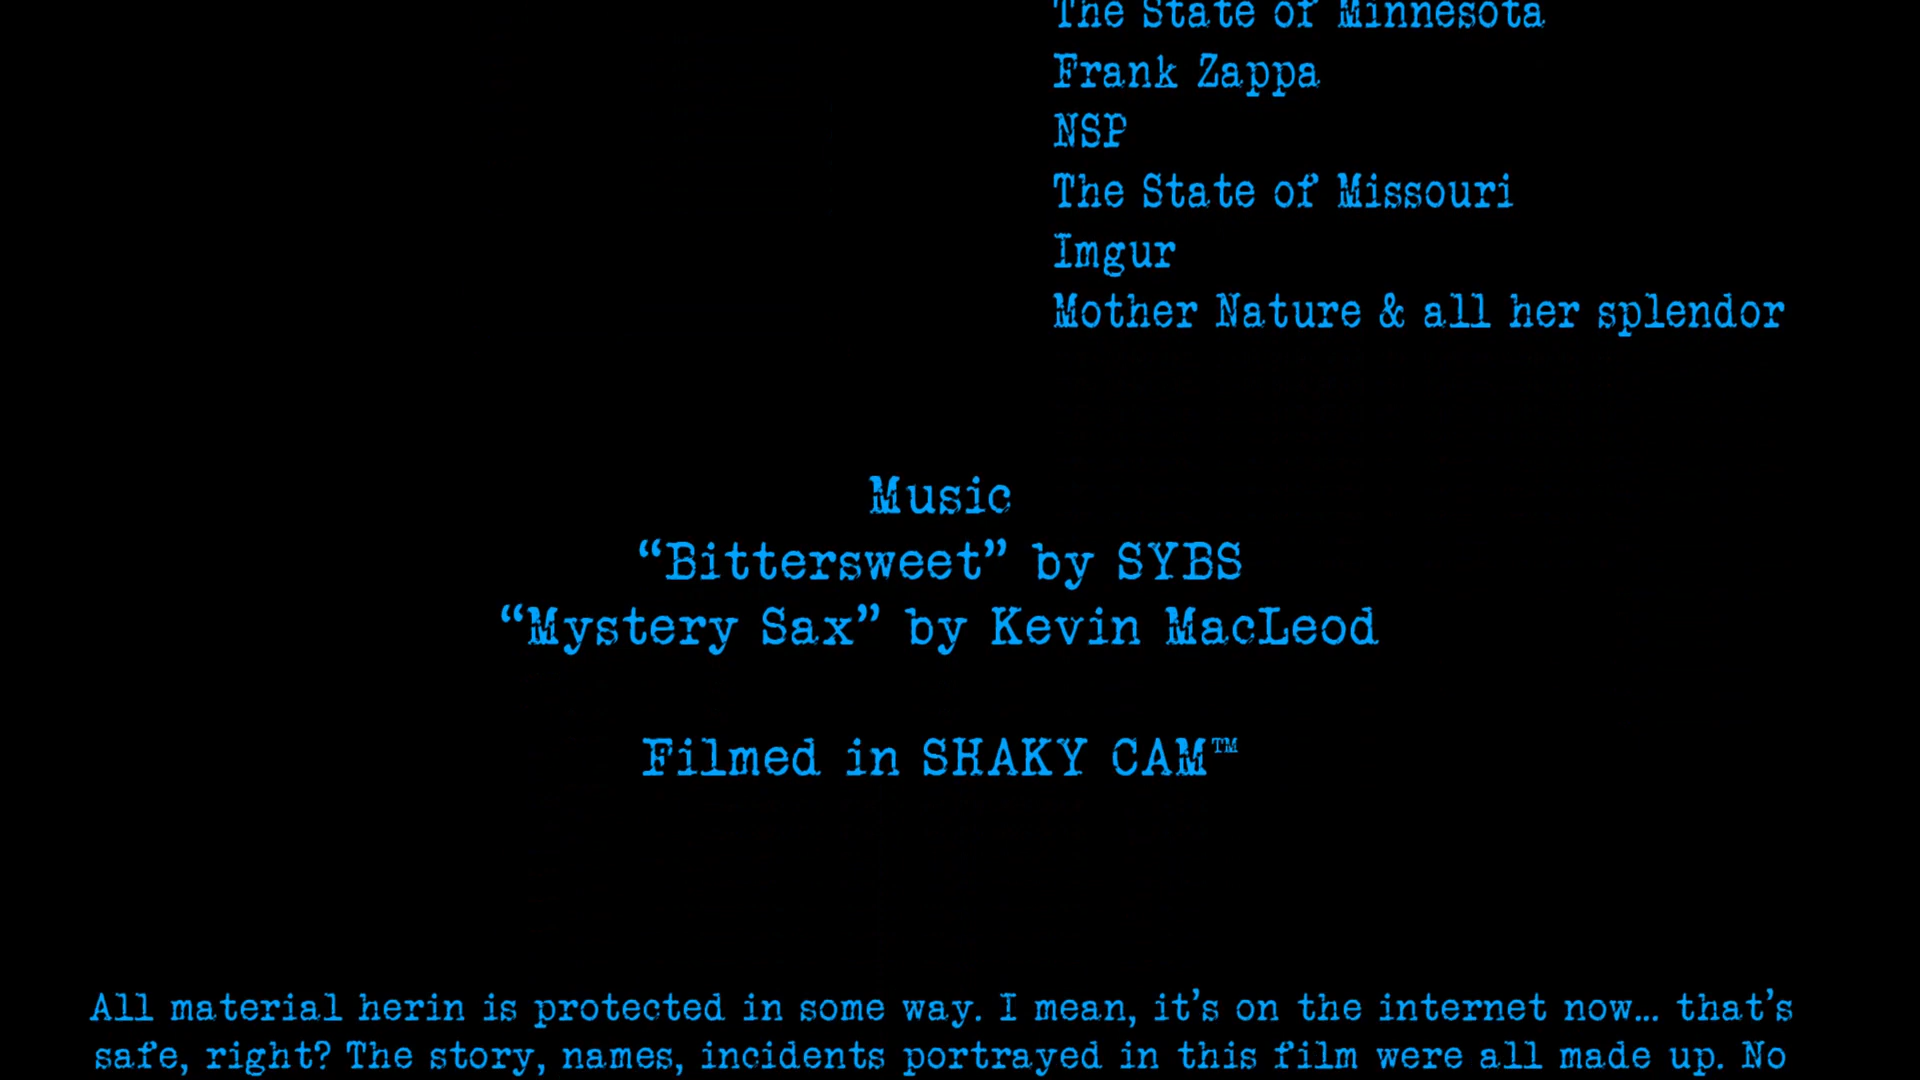 The State of Minnesota
Frank Zappa
NSP
The State of Missouri
Imgur
Mother Nature & all her splendor
Music
“Bittersweet” by SYBS
“Mystery Sax” by Kevin MacLeod
Filmed in SHAKY CAM™
All material herin is protected in some way. I mean, it’s on the internet now… that’s
safe, right? The story, names, incidents portrayed in this film were all made up. No